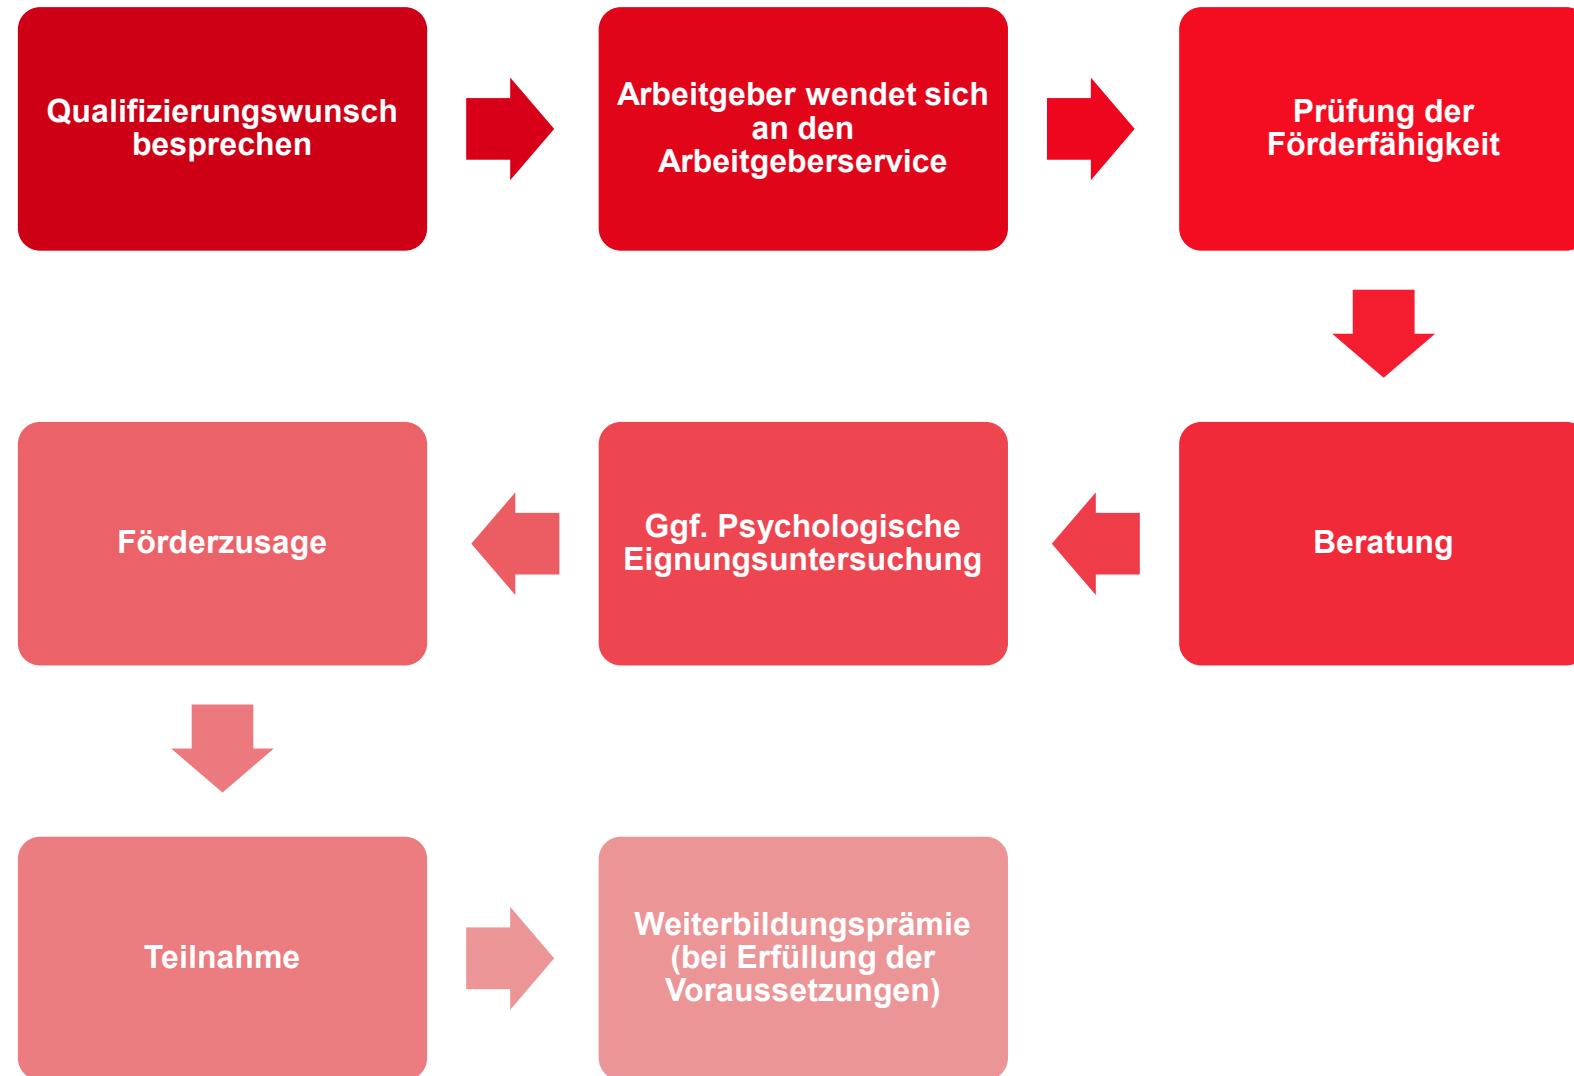 Qualifizierungswunsch
besprechen
Arbeitgeber wendet sich
an den
Arbeitgeberservice
Prüfung der
Förderfähigkeit
Beratung
Ggf. Psychologische
Eignungsuntersuchung
Förderzusage
Teilnahme
Weiterbildungsprämie
(bei Erfüllung der
Voraussetzungen)